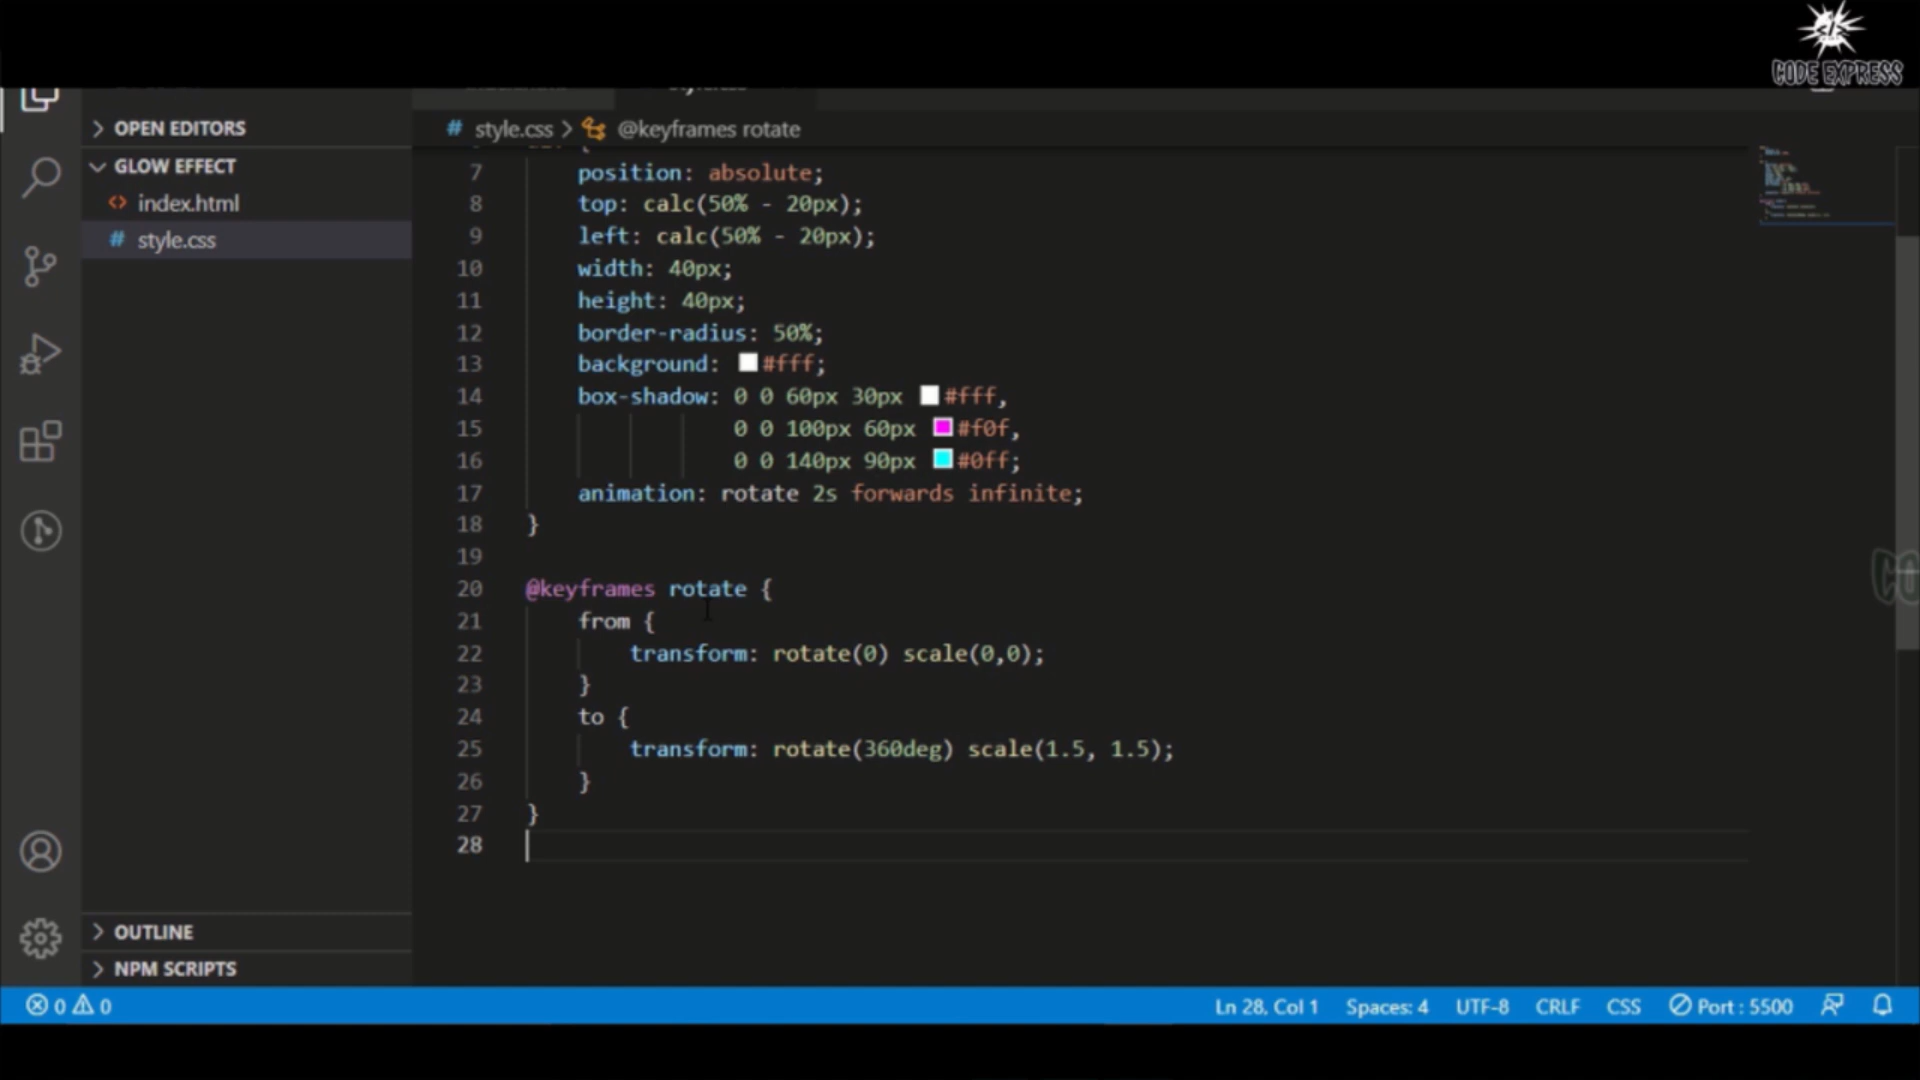 CODE EXPRESS
OPEN EDITORS
GLOW EFFECT
index.html
style.css
OUTLINE
NPM SCRIPTS
# style.css > @keyframes rotate
7 position: absolute;
8 top: calc(50% - 20px);
9 left: calc(50% - 20px);
10 width: 40px;
11 height: 40px;
12 border-radius: 50%;
13 background: #fff;
14 box-shadow: 0 0 60px 30px #fff,
15 0 0 100px 60px #f0f,
16 0 0 140px 90px #0ff;
17 animation: rotate 2s forwards infinite;
18 }
19
20 @keyframes rotate {
21 from {
22 transform: rotate(0) scale(0,0);
23 }
24 to {
25 transform: rotate(360deg) scale(1.5, 1.5);
26 }
27 }
28
0 0
Ln 28, Col 1 Spaces: 4 UTF-8 CRLF CSS Port : 5500